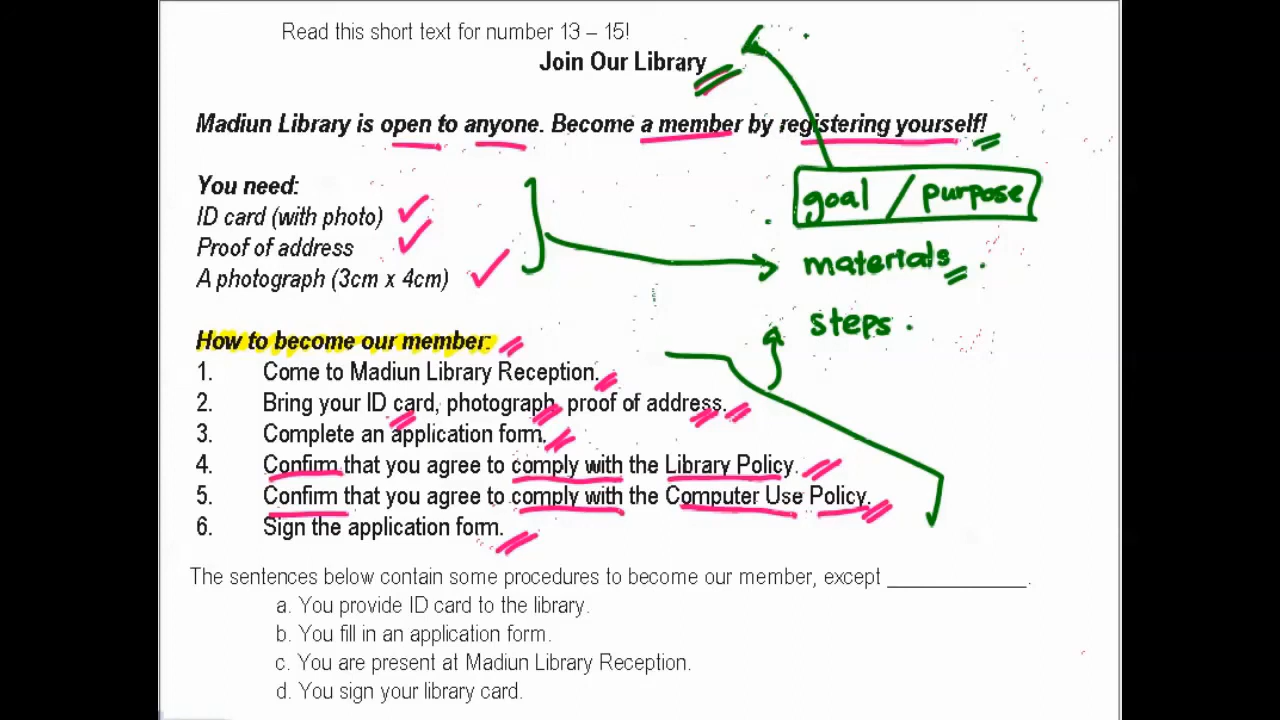 Read this short text for number 13 – 15!
Join Our Library
Madiun Library is open to anyone. Become a member by registering yourself!
You need:
ID card (with photo)
Proof of address
A photograph (3cm x 4cm)
goal / purpose
materials
steps
How to become our member:
1. Come to Madiun Library Reception.
2. Bring your ID card, photograph, proof of address.
3. Complete an application form.
4. Confirm that you agree to comply with the Library Policy.
5. Confirm that you agree to comply with the Computer Use Policy.
6. Sign the application form.
The sentences below contain some procedures to become our member, except _____________.
a. You provide ID card to the library.
b. You fill in an application form.
c. You are present at Madiun Library Reception.
d. You sign your library card.